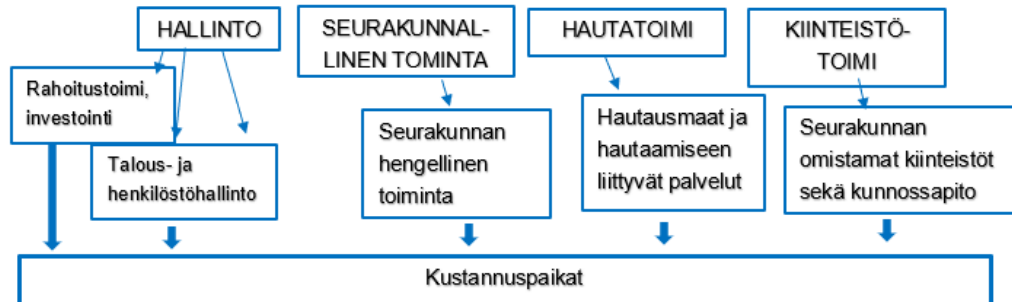 HALLINTO
SEURAKUNNAL-
LINEN TOMINTA
HAUTATOIMI
KIINTEISTÖ-
TOIMI
Rahoitustoimi,
investointi
Talous- ja
henkilöstöhallinto
Seurakunnan
hengellinen
toiminta
Hautausmaat ja
hautaamiseen
liittyvät palvelut
Seurakunnan
omistamat kiinteistöt
sekä kunnossapito
Kustannuspaikat